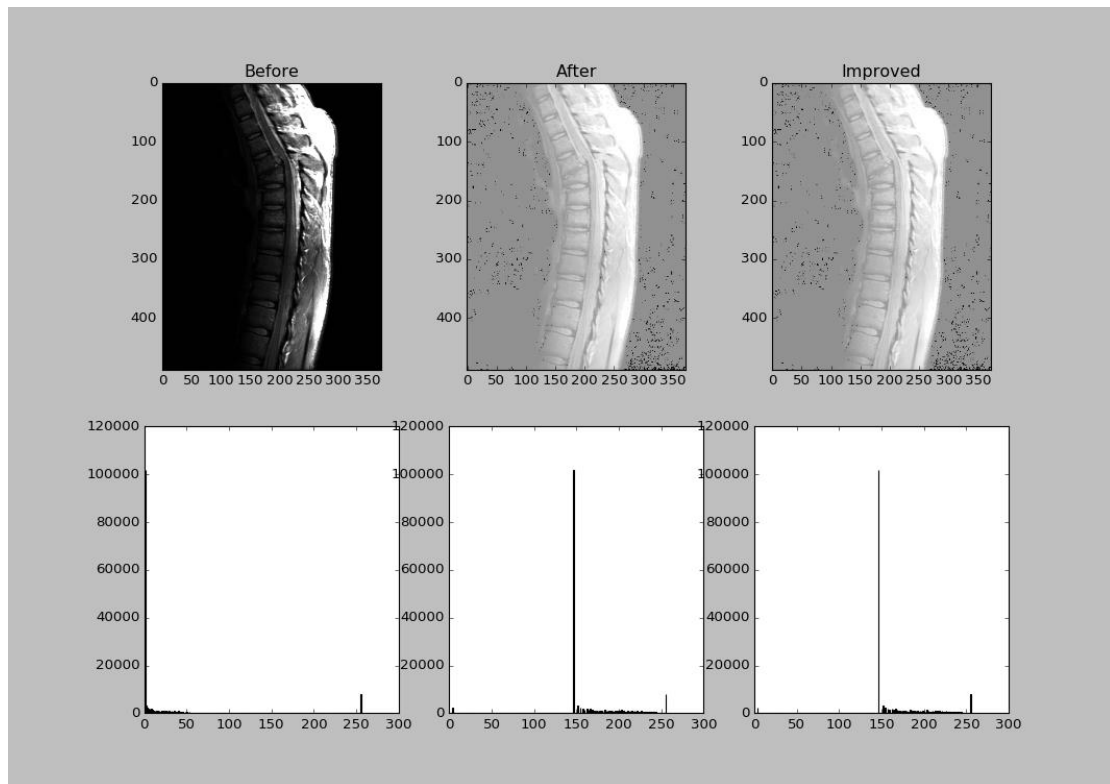 Before After Improved
0 0 0
100 100 100
200 200 200
300 300 300
400 400 400
0 50 100 150 200 250 300 350 0 50 100 150 200 250 300 350 0 50 100 150 200 250 300 350
120000 120000 120000
100000 100000 100000
80000 80000 80000
60000 60000 60000
40000 40000 40000
20000 20000 20000
0 0 0
0 50 100 150 200 250 300 0 50 100 150 200 250 300 0 50 100 150 200 250 300